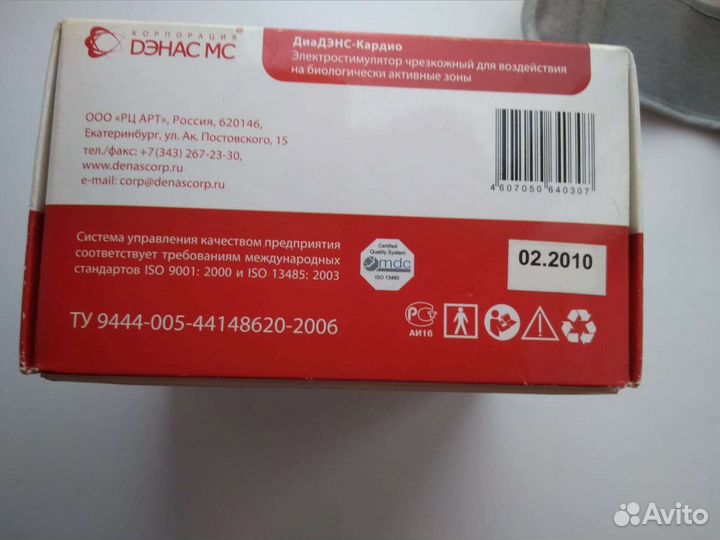 КОРПОРАЦИЯ
ДЭНАС МС®
ДиаДЭНС-Кардио
Электростимулятор чрезкожный для воздействия
на биологически активные зоны
ООО «РЦ АРТ», Россия, 620146,
Екатеринбург, ул. Ак. Постовского, 15
тел./факс: +7(343) 267-23-30,
www.denascorp.ru
e-mail: corp@denascorp.ru
4 607050 640307
Система управления качеством предприятия
соответствует требованиям международных
стандартов ISO 9001: 2000 и ISO 13485: 2003
Certified
Quality System
mdc
ISO 13485
02.2010
ТУ 9444-005-44148620-2006
АИ16
Avito